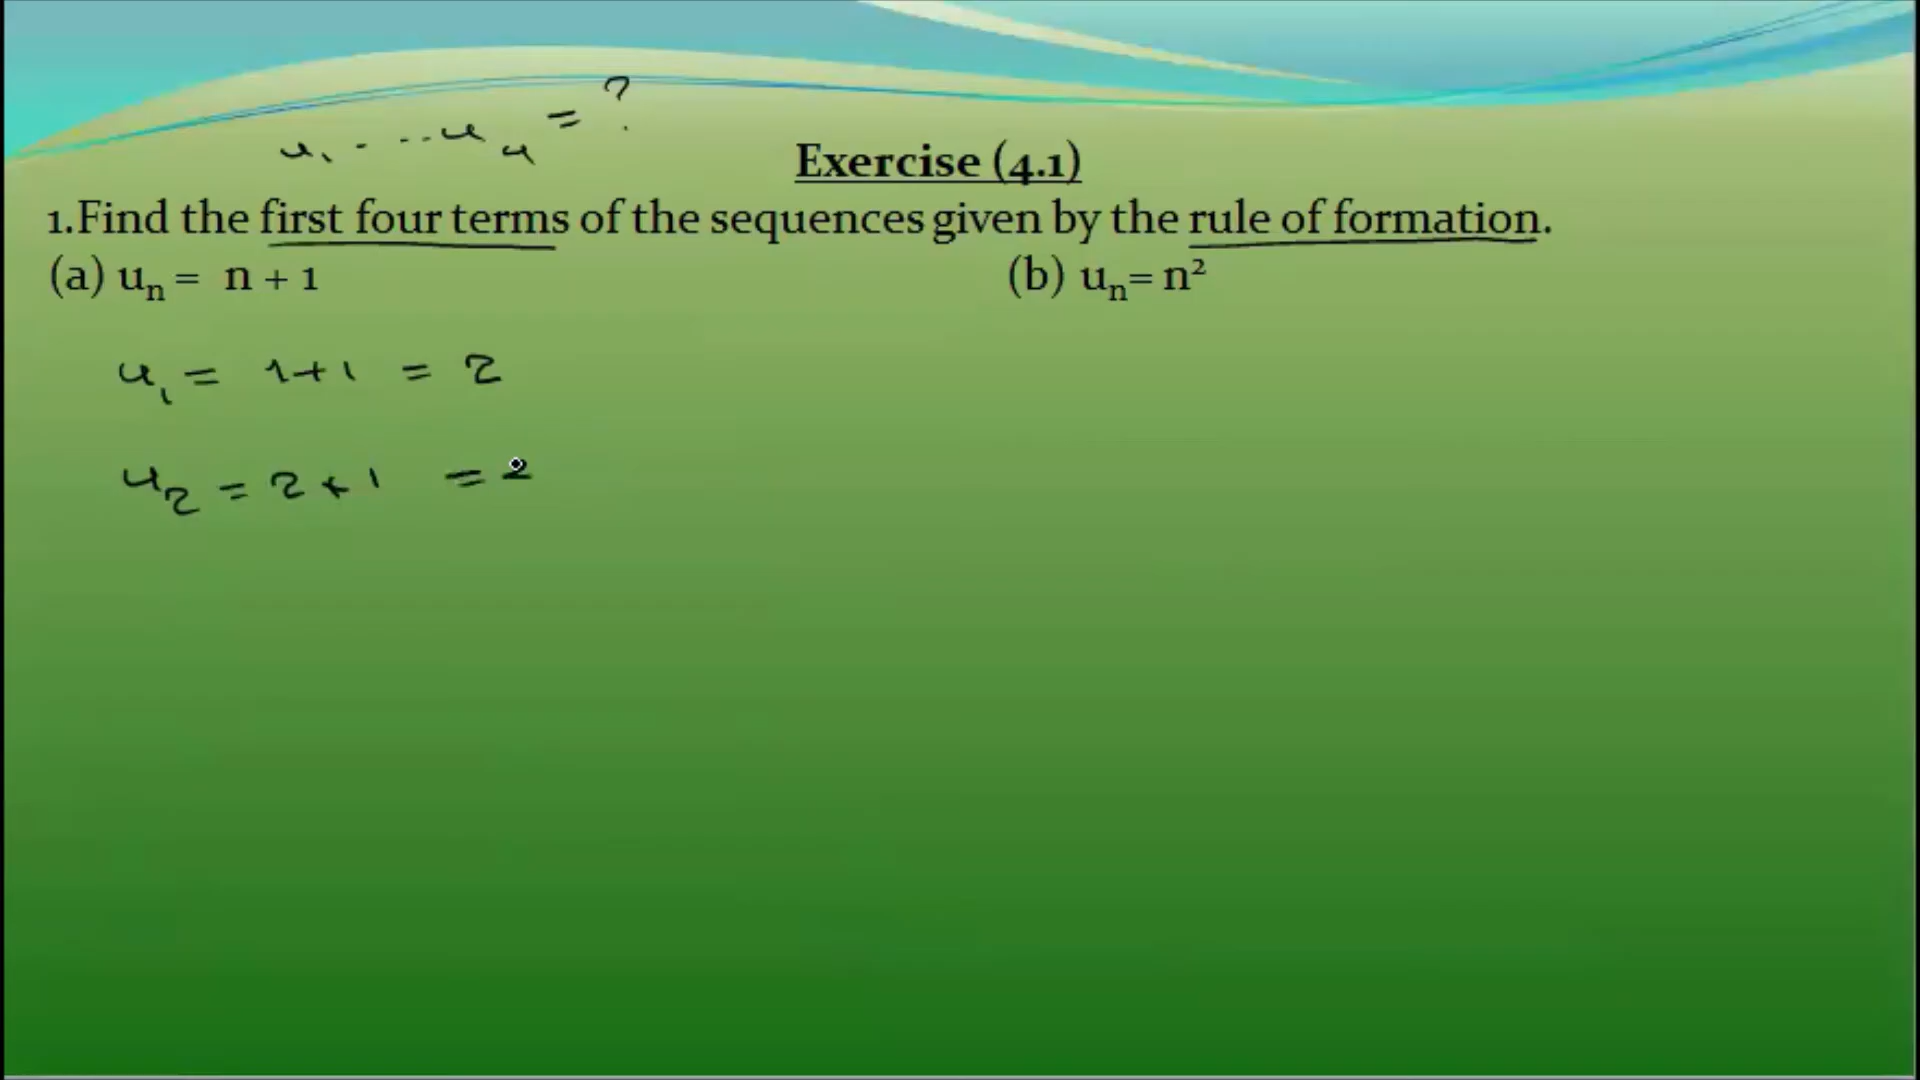 u₁ . . . . u₄ = ?
Exercise (4.1)
1.Find the first four terms of the sequences given by the rule of formation.
(a) uₙ = n + 1 (b) uₙ= n²
u₁ = 1+1 = 2
u₂ = 2+1 =